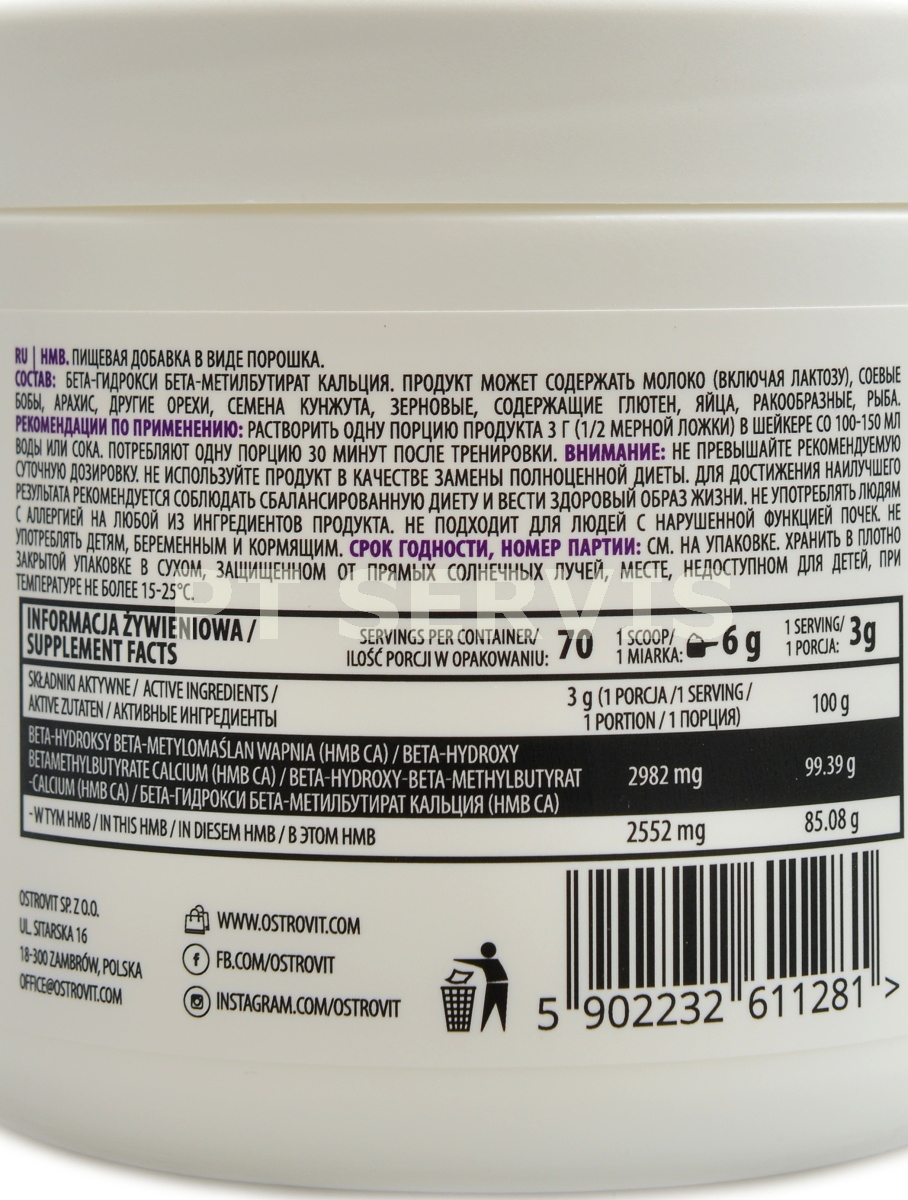 RU | HMB. ПИЩЕВАЯ ДОБАВКА В ВИДЕ ПОРОШКА.
СОСТАВ: БЕТА-ГИДРОКСИ БЕТА-МЕТИЛБУТИРАТ КАЛЬЦИЯ. ПРОДУКТ МОЖЕТ СОДЕРЖАТЬ МОЛОКО (ВКЛЮЧАЯ ЛАКТОЗУ), СОЕВЫЕ
БОБЫ, АРАХИС, ДРУГИЕ ОРЕХИ, СЕМЕНА КУНЖУТА, ЗЕРНОВЫЕ, СОДЕРЖАЩИЕ ГЛЮТЕН, ЯЙЦА, РАКООБРАЗНЫЕ, РЫБА.
РЕКОМЕНДАЦИИ ПО ПРИМЕНЕНИЮ: РАСТВОРИТЬ ОДНУ ПОРЦИЮ ПРОДУКТА 3 Г (1/2 МЕРНОЙ ЛОЖКИ) В ШЕЙКЕРЕ СО 100-150 МЛ
ВОДЫ ИЛИ СОКА. ПОТРЕБЛЯЮТ ОДНУ ПОРЦИЮ 30 МИНУТ ПОСЛЕ ТРЕНИРОВКИ. ВНИМАНИЕ: НЕ ПРЕВЫШАЙТЕ РЕКОМЕНДУЕМУЮ
СУТОЧНУЮ ДОЗИРОВКУ. НЕ ИСПОЛЬЗУЙТЕ ПРОДУКТ В КАЧЕСТВЕ ЗАМЕНЫ ПОЛНОЦЕННОЙ ДИЕТЫ. ДЛЯ ДОСТИЖЕНИЯ НАИЛУЧШЕГО
РЕЗУЛЬТАТА РЕКОМЕНДУЕТСЯ СОБЛЮДАТЬ СБАЛАНСИРОВАННУЮ ДИЕТУ И ВЕСТИ ЗДОРОВЫЙ ОБРАЗ ЖИЗНИ. НЕ УПОТРЕБЛЯТЬ ЛЮДЯМ
С АЛЛЕРГИЕЙ НА ЛЮБОЙ ИЗ ИНГРЕДИЕНТОВ ПРОДУКТА. НЕ ПОДХОДИТ ДЛЯ ЛЮДЕЙ С НАРУШЕННОЙ ФУНКЦИЕЙ ПОЧЕК. НЕ
УПОТРЕБЛЯТЬ ДЕТЯМ, БЕРЕМЕННЫМ И КОРМЯЩИМ. СРОК ГОДНОСТИ, НОМЕР ПАРТИИ: СМ. НА УПАКОВКЕ. ХРАНИТЬ В ПЛОТНО
ЗАКРЫТОЙ УПАКОВКЕ В СУХОМ, ЗАЩИЩЕННОМ ОТ ПРЯМЫХ СОЛНЕЧНЫХ ЛУЧЕЙ, МЕСТЕ, НЕДОСТУПНОМ ДЛЯ ДЕТЕЙ, ПРИ
ТЕМПЕРАТУРЕ НЕ БОЛЕЕ 15-25°C.
PT SERVIS
INFORMACJA ŻYWIENIOWA /
SUPPLEMENT FACTS
SERVINGS PER CONTAINER/
ILOŚĆ PORCJI W OPAKOWANIU: 70
1 SCOOP/
1 MIARKA: 6 g
1 SERVING/
1 PORCJA: 3g
SKŁADNIKI AKTYWNE / ACTIVE INGREDIENTS /
AKTIVE ZUTATEN / АКТИВНЫЕ ИНГРЕДИЕНТЫ
3 g (1 PORCJA /1 SERVING /
1 PORTION / 1 ПОРЦИЯ)
100 g
BETA-HYDROKSY BETA-METYLOMAŚLAN WAPNIA (HMB CA) / BETA-HYDROXY
BETAMETHYLBUTYRATE CALCIUM (HMB CA) / BETA-HYDROXY-BETA-METHYLBUTYRAT
-CALCIUM (HMB CA) / БЕТА-ГИДРОКСИ БЕТА-МЕТИЛБУТИРАТ КАЛЬЦИЯ (HMB CA)
2982 mg 99.39 g
- W TYM HMB / IN THIS HMB / IN DIESEM HMB / В ЭТОМ HMB 2552 mg 85.08 g
OSTROVIT SP. Z O.O.
UL. SITARSKA 16
18-300 ZAMBRÓW, POLSKA
OFFICE@OSTROVIT.COM
WWW.OSTROVIT.COM
FB.COM/OSTROVIT
INSTAGRAM.COM/OSTROVIT
5 902232 611281 >